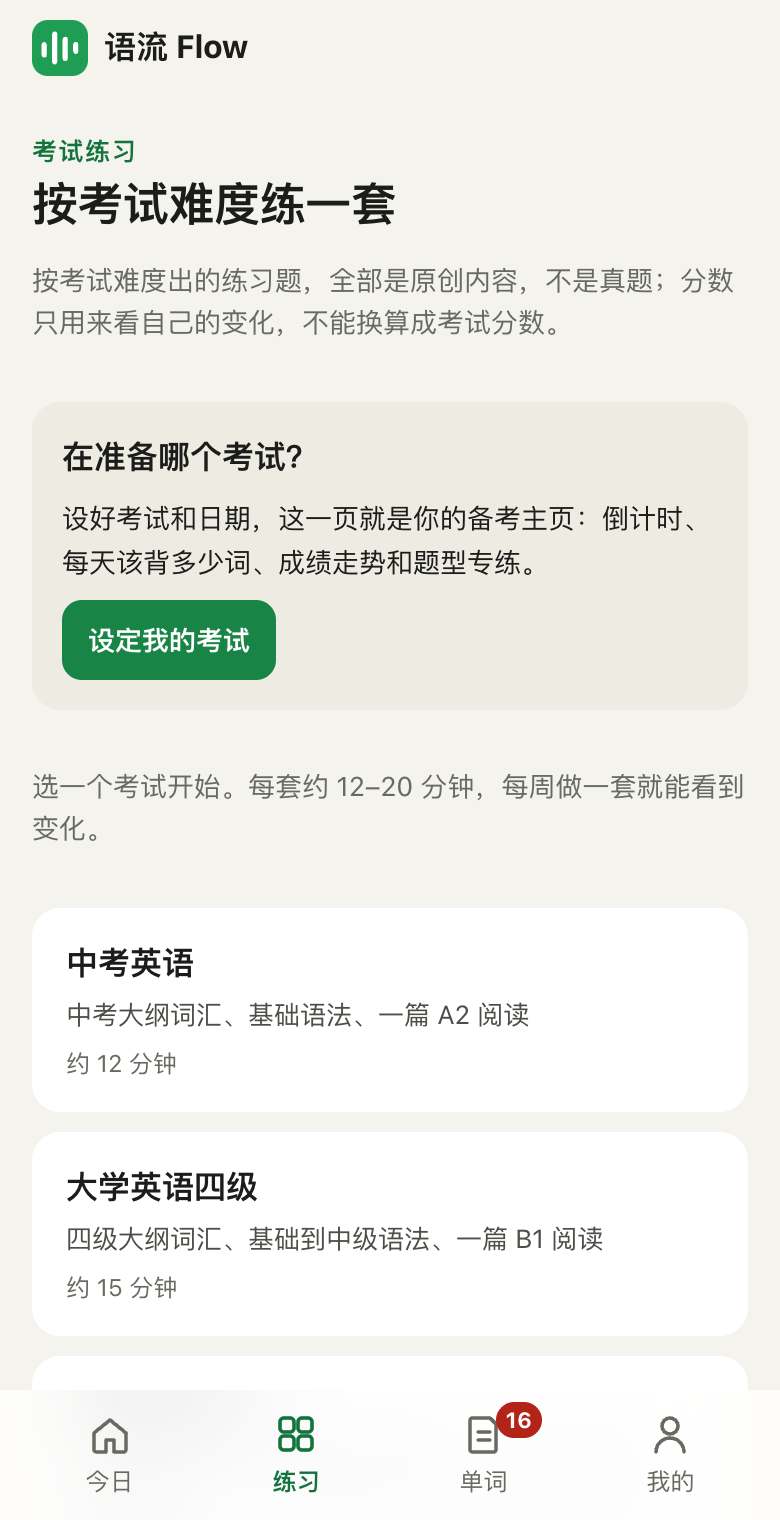 语流 Flow
考试练习
按考试难度练一套
按考试难度出的练习题，全部是原创内容，不是真题；分数
只用来看自己的变化，不能换算成考试分数。
在准备哪个考试?
设好考试和日期，这一页就是你的备考主页：倒计时、
每天该背多少词、成绩走势和题型专练。
设定我的考试
选一个考试开始。每套约 12–20 分钟，每周做一套就能看到
变化。
中考英语
中考大纲词汇、基础语法、一篇 A2 阅读
约 12 分钟
大学英语四级
四级大纲词汇、基础到中级语法、一篇 B1 阅读
约 15 分钟
16
今日
练习
单词
我的